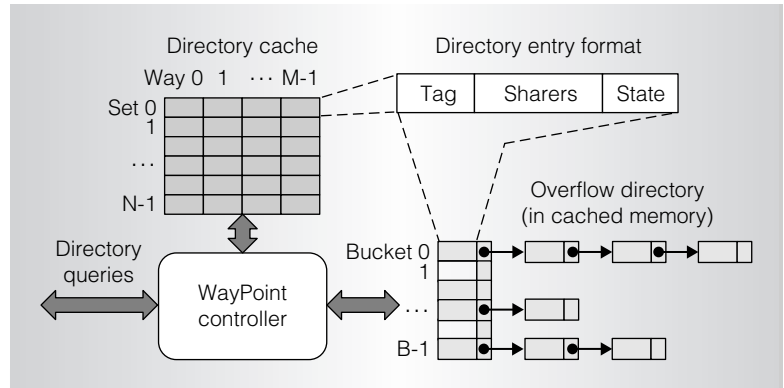 Directory cache
Way 0 1 ··· M-1
Set 0
1
···
N-1
Directory entry format
Tag Sharers State
Overflow directory
(in cached memory)
Bucket 0
1
···
B-1
Directory
queries
WayPoint
controller